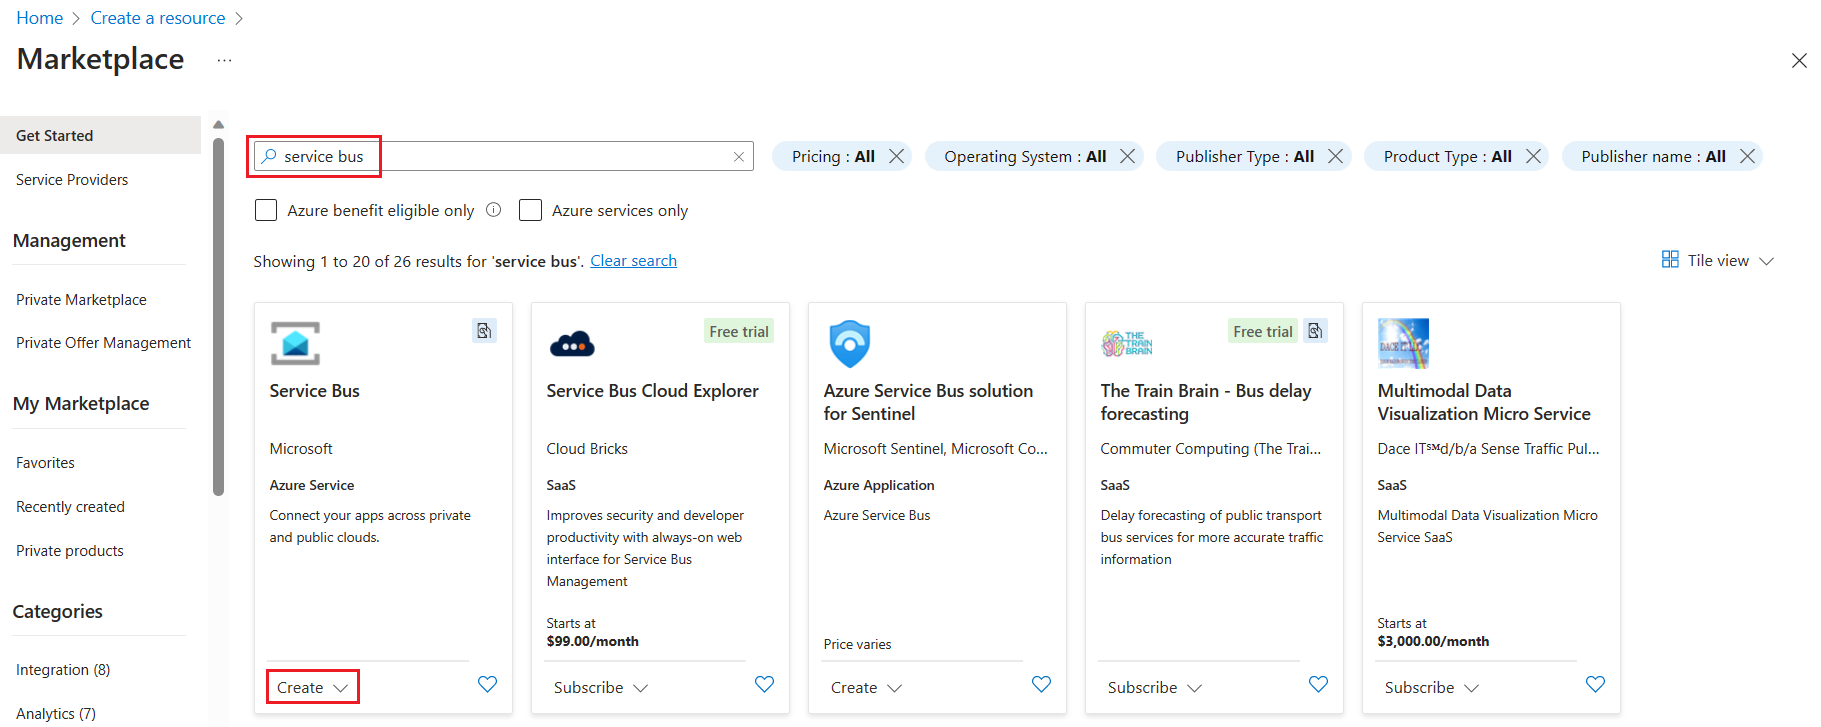 Home > Create a resource >
Marketplace ...
Get Started
Service Providers
Management
Private Marketplace
Private Offer Management
My Marketplace
Favorites
Recently created
Private products
Categories
Integration (8)
Analytics (7)
service bus
Pricing : All
Operating System : All
Publisher Type : All
Product Type : All
Publisher name : All
Azure benefit eligible only
Azure services only
Showing 1 to 20 of 26 results for 'service bus'. Clear search
Tile view
Service Bus
Microsoft
Azure Service
Connect your apps across private
and public clouds.
Create
Free trial
Service Bus Cloud Explorer
Cloud Bricks
SaaS
Improves security and developer
productivity with always-on web
interface for Service Bus
Management
Starts at
$99.00/month
Subscribe
Azure Service Bus solution
for Sentinel
Microsoft Sentinel, Microsoft Co...
Azure Application
Azure Service Bus
Price varies
Create
THE
TRAIN
BRAIN
Free trial
The Train Brain - Bus delay
forecasting
Commuter Computing (The Trai...
SaaS
Delay forecasting of public transport
bus services for more accurate traffic
information
Subscribe
Multimodal Data
Visualization Micro Service
Dace IT℠d/b/a Sense Traffic Pul...
SaaS
Multimodal Data Visualization Micro
Service SaaS
Starts at
$3,000.00/month
Subscribe